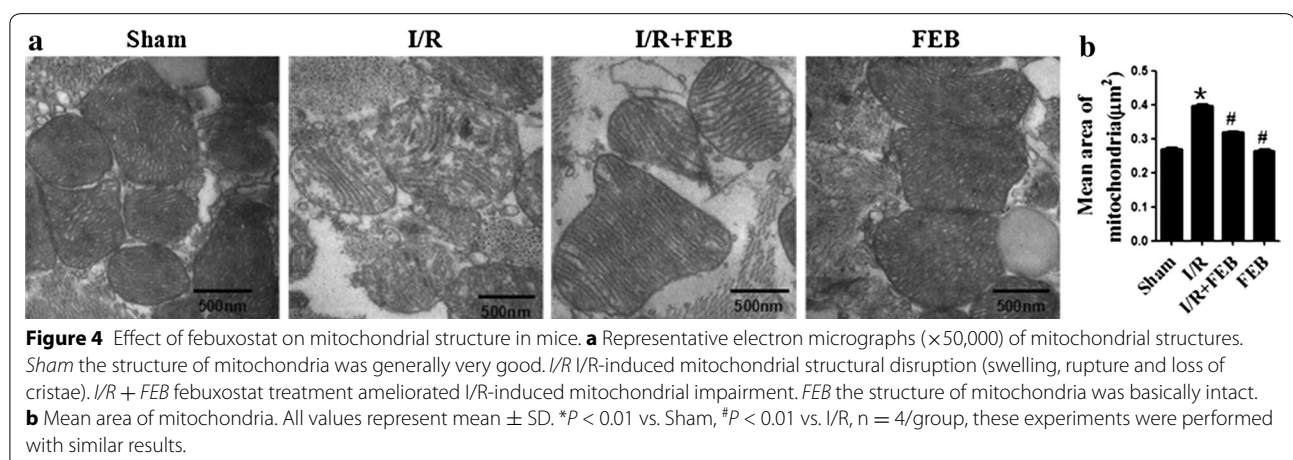 a Sham I/R I/R+FEB FEB b
500nm 500nm 500nm 500nm
Mean area of
mitochondria(μm²)
0.5
0.4
0.3
0.2
0.1
0.0
* # #
Sham I/R I/R+FEB FEB
Figure 4 Effect of febuxostat on mitochondrial structure in mice. a Representative electron micrographs (×50,000) of mitochondrial structures.
Sham the structure of mitochondria was generally very good. I/R I/R-induced mitochondrial structural disruption (swelling, rupture and loss of
cristae). I/R + FEB febuxostat treatment ameliorated I/R-induced mitochondrial impairment. FEB the structure of mitochondria was basically intact.
b Mean area of mitochondria. All values represent mean ± SD. *P < 0.01 vs. Sham, #P < 0.01 vs. I/R, n = 4/group, these experiments were performed
with similar results.